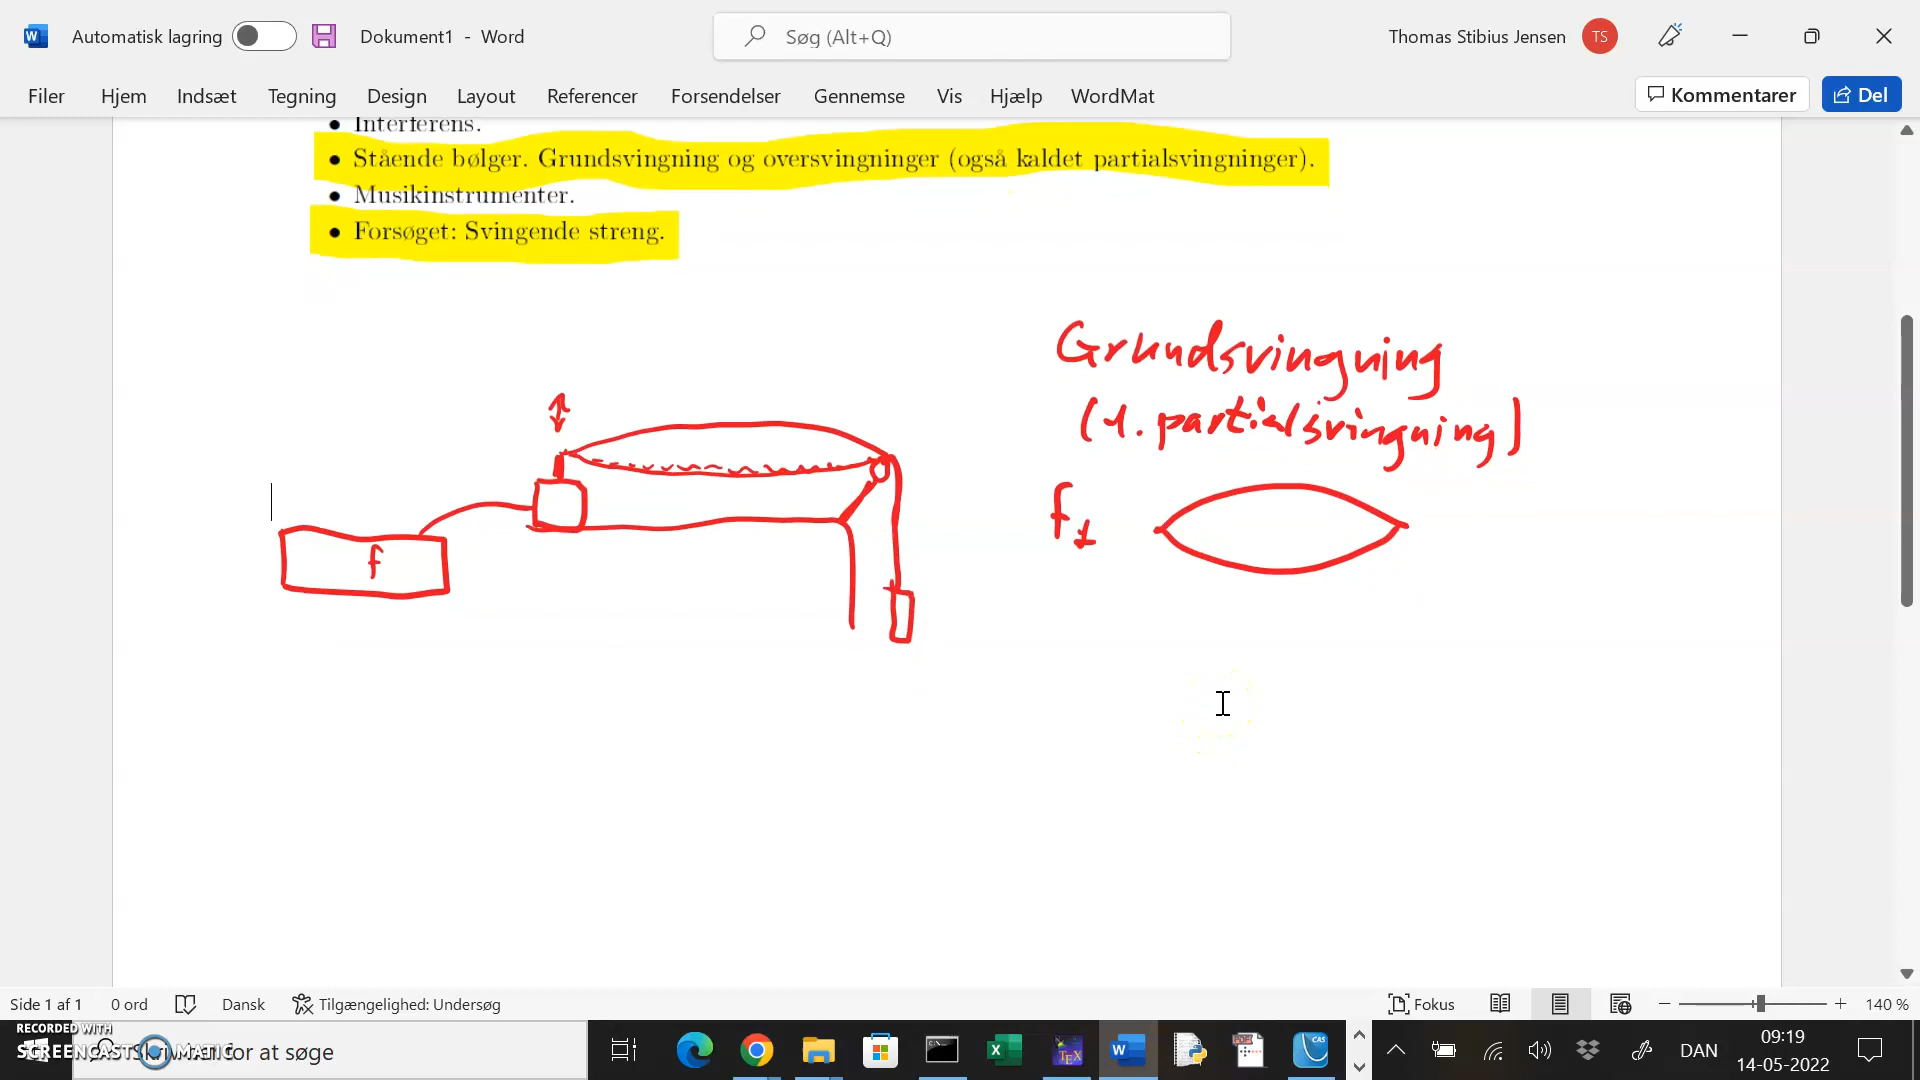 Automatisk lagring
Dokument1 - Word
Søg (Alt+Q)
Thomas Stibius Jensen
TS
Filer Hjem Indsæt Tegning Design Layout Referencer Forsendelser Gennemse Vis Hjælp WordMat
Kommentarer
Del
• Interferens.
• Stående bølger. Grundsvingning og oversvingninger (også kaldet partialsvingninger).
• Musikinstrumenter.
• Forsøget: Svingende streng.
Grundsvingning
(1. partialsvingning)
f1
f
Side 1 af 1 0 ord Dansk Tilgængelighed: Undersøg
Fokus
140 %
RECORDED WITH
SCREENCAST MATIC
for at søge
DAN
09:19
14-05-2022